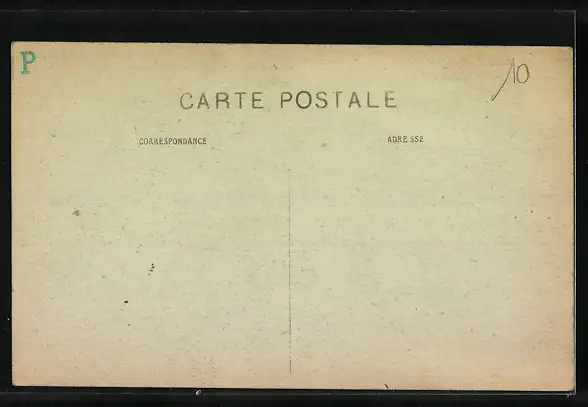 P
10
CARTE POSTALE
CORRESPONDANCE
ADRESSE